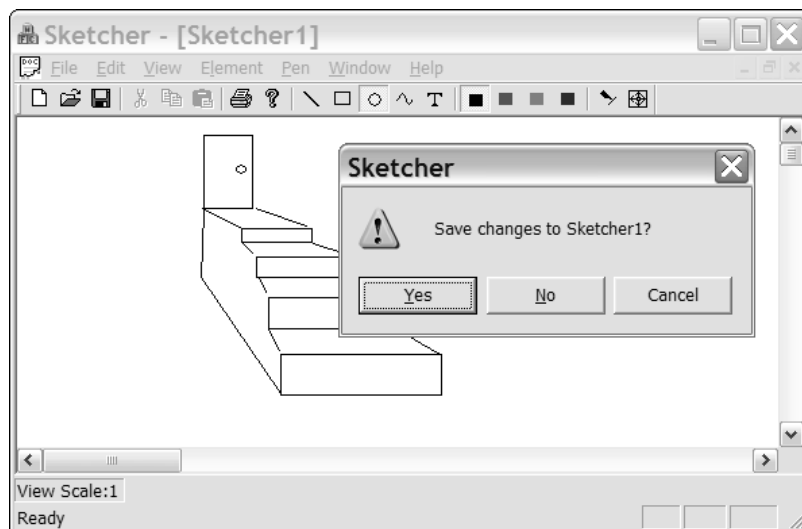 Sketcher - [Sketcher1]
File Edit View Element Pen Window Help
T
Sketcher
Save changes to Sketcher1?
Yes No Cancel
View Scale:1
Ready